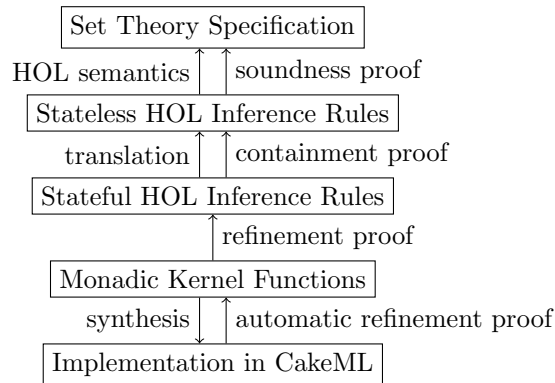 Set Theory Specification
HOL semantics soundness proof
Stateless HOL Inference Rules
translation containment proof
Stateful HOL Inference Rules
refinement proof
Monadic Kernel Functions
synthesis automatic refinement proof
Implementation in CakeML